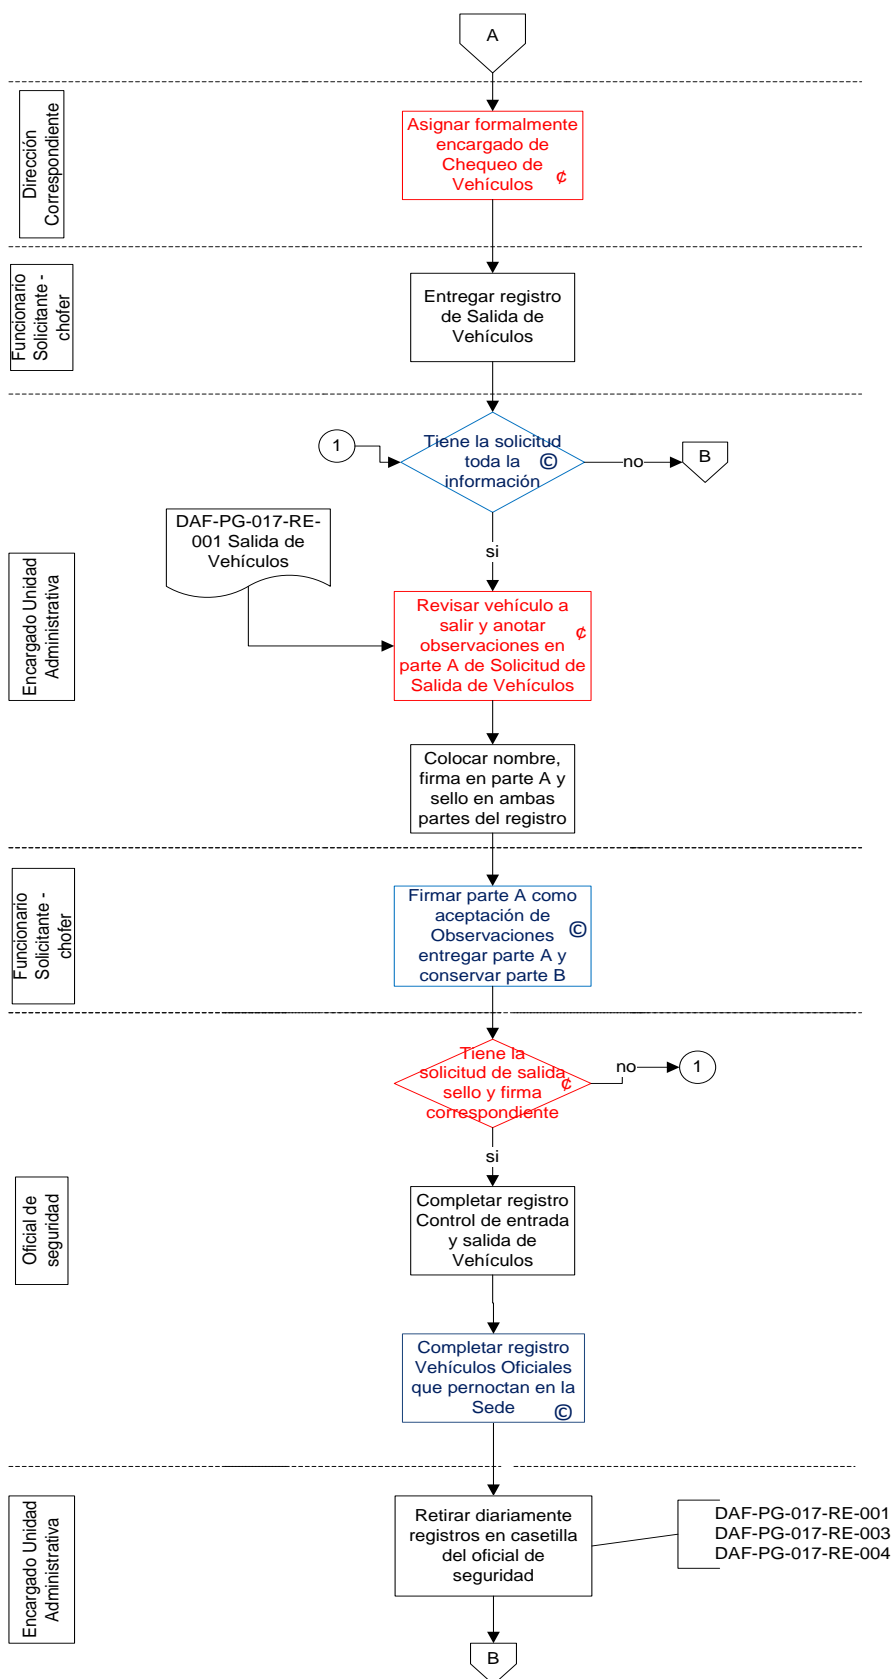 A
Dirección
Correspondiente
Asignar formalmente
encargado de
Chequeo de
Vehículos ¢
Funcionario
Solicitante -
chofer
Entregar registro
de Salida de
Vehículos
1
Tiene la solicitud
toda la ©
información
no
B
si
DAF-PG-017-RE-
001 Salida de
Vehículos
Encargado Unidad
Administrativa
Revisar vehículo a
salir y anotar
observaciones en ¢
parte A de Solicitud de
Salida de Vehículos
Colocar nombre,
firma en parte A y
sello en ambas
partes del registro
Funcionario
Solicitante -
chofer
Firmar parte A como
aceptación de
Observaciones ©
entregar parte A y
conservar parte B
Tiene la
solicitud de salida
sello y firma ¢
correspondiente
no
1
si
Oficial de
seguridad
Completar registro
Control de entrada
y salida de
Vehículos
Completar registro
Vehículos Oficiales
que pernoctan en la
Sede ©
Encargado Unidad
Administrativa
Retirar diariamente
registros en casetilla
del oficial de
seguridad
DAF-PG-017-RE-001
DAF-PG-017-RE-003
DAF-PG-017-RE-004
B